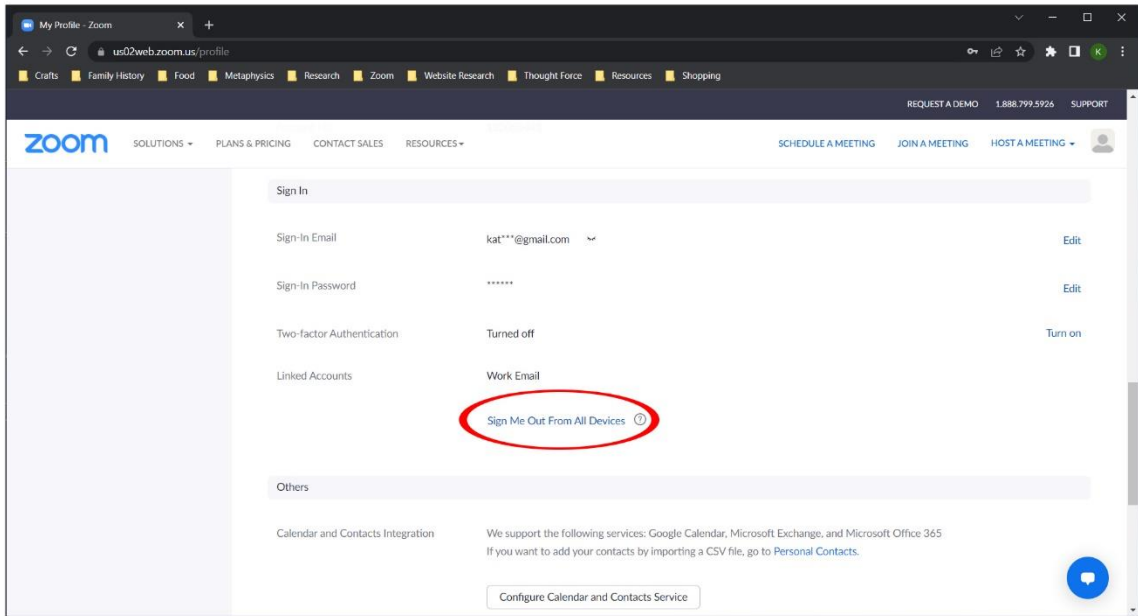 My Profile - Zoom
us02web.zoom.us/profile
K
Crafts Family History Food Metaphysics Research Zoom Website Research Thought Force Resources Shopping
REQUEST A DEMO 1.888.799.5926 SUPPORT
zoom SOLUTIONS PLANS & PRICING CONTACT SALES RESOURCES SCHEDULE A MEETING JOIN A MEETING HOST A MEETING
Sign In
Sign-In Email kat***@gmail.com Edit
Sign-In Password ****** Edit
Two-factor Authentication Turned off Turn on
Linked Accounts Work Email
Sign Me Out From All Devices ?
Others
Calendar and Contacts Integration We support the following services: Google Calendar, Microsoft Exchange, and Microsoft Office 365
If you want to add your contacts by importing a CSV file, go to Personal Contacts.
Configure Calendar and Contacts Service